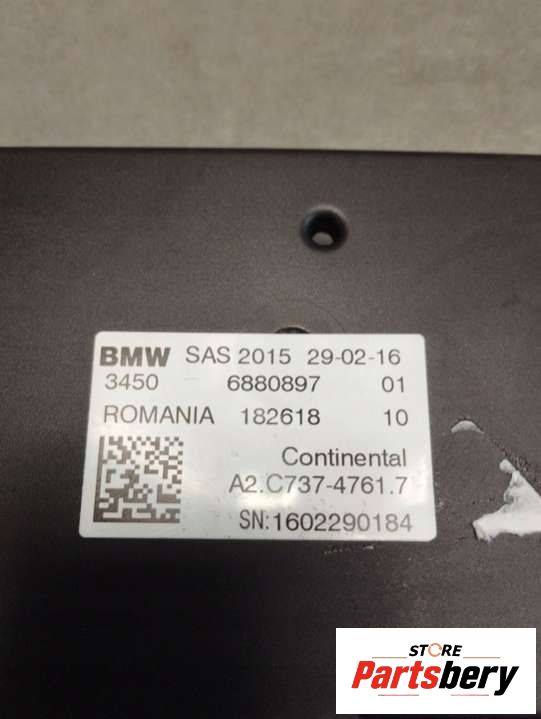 BMW SAS 2015 29-02-16
3450 6880897 01
ROMANIA 182618 10
Continental
A2.C737-4761.7
SN:1602290184
STORE
Partsbery